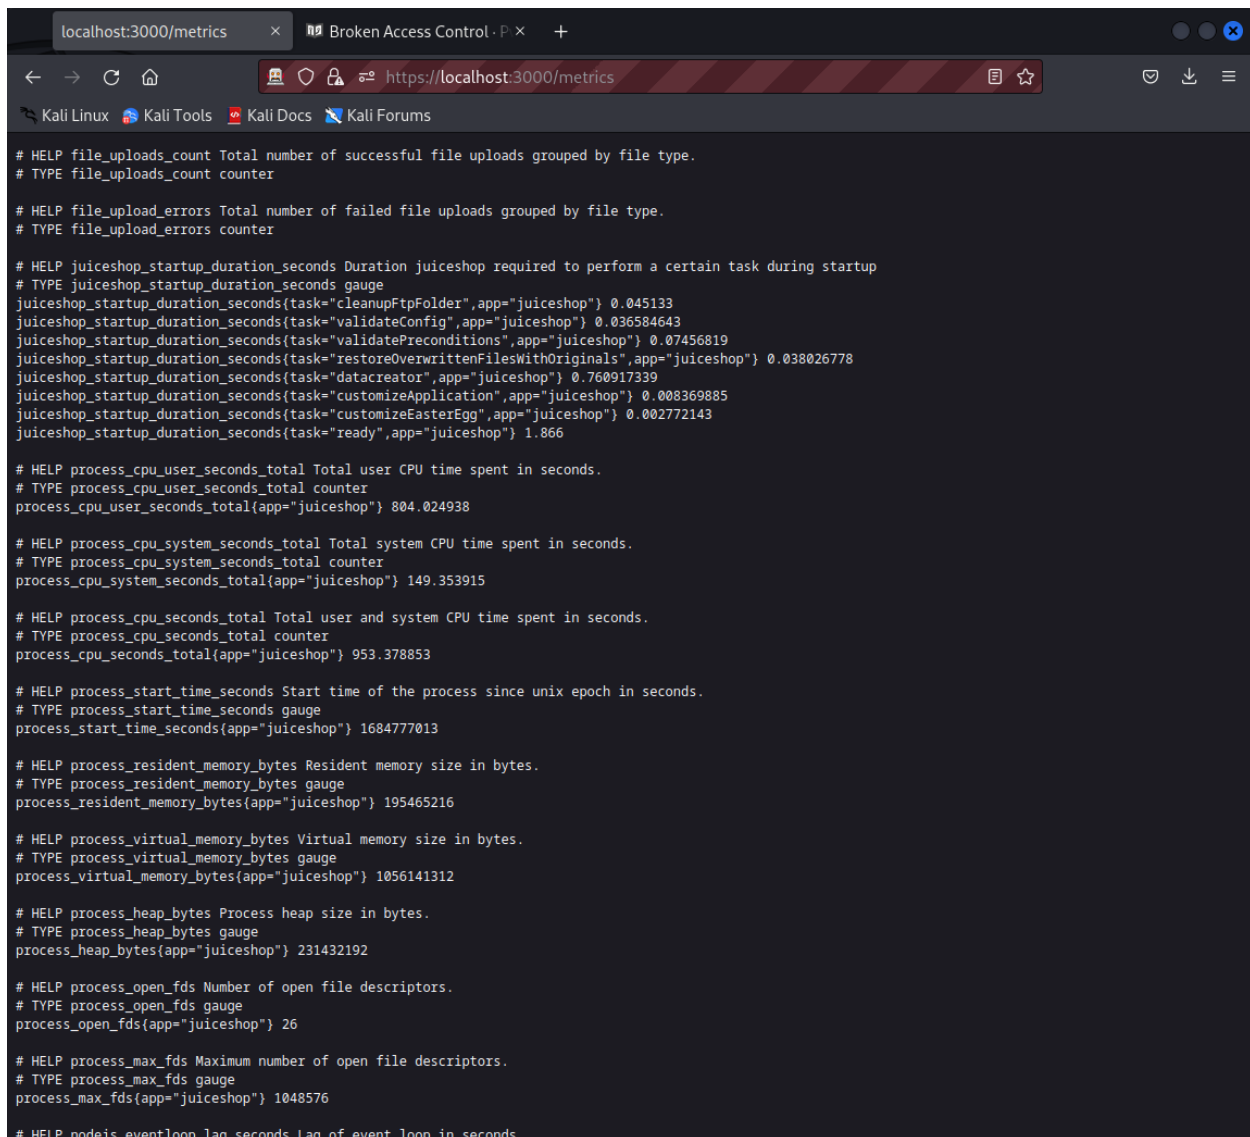 localhost:3000/metrics
Broken Access Control · P
https://localhost:3000/metrics
Kali Linux Kali Tools Kali Docs Kali Forums
# HELP file_uploads_count Total number of successful file uploads grouped by file type.
# TYPE file_uploads_count counter
# HELP file_upload_errors Total number of failed file uploads grouped by file type.
# TYPE file_upload_errors counter
# HELP juiceshop_startup_duration_seconds Duration juiceshop required to perform a certain task during startup
# TYPE juiceshop_startup_duration_seconds gauge
juiceshop_startup_duration_seconds{task="cleanupFtpFolder",app="juiceshop"} 0.045133
juiceshop_startup_duration_seconds{task="validateConfig",app="juiceshop"} 0.036584643
juiceshop_startup_duration_seconds{task="validatePreconditions",app="juiceshop"} 0.07456819
juiceshop_startup_duration_seconds{task="restoreOverwrittenFilesWithOriginals",app="juiceshop"} 0.038026778
juiceshop_startup_duration_seconds{task="datacreator",app="juiceshop"} 0.760917339
juiceshop_startup_duration_seconds{task="customizeApplication",app="juiceshop"} 0.008369885
juiceshop_startup_duration_seconds{task="customizeEasterEgg",app="juiceshop"} 0.002772143
juiceshop_startup_duration_seconds{task="ready",app="juiceshop"} 1.866
# HELP process_cpu_user_seconds_total Total user CPU time spent in seconds.
# TYPE process_cpu_user_seconds_total counter
process_cpu_user_seconds_total{app="juiceshop"} 804.024938
# HELP process_cpu_system_seconds_total Total system CPU time spent in seconds.
# TYPE process_cpu_system_seconds_total counter
process_cpu_system_seconds_total{app="juiceshop"} 149.353915
# HELP process_cpu_seconds_total Total user and system CPU time spent in seconds.
# TYPE process_cpu_seconds_total counter
process_cpu_seconds_total{app="juiceshop"} 953.378853
# HELP process_start_time_seconds Start time of the process since unix epoch in seconds.
# TYPE process_start_time_seconds gauge
process_start_time_seconds{app="juiceshop"} 1684777013
# HELP process_resident_memory_bytes Resident memory size in bytes.
# TYPE process_resident_memory_bytes gauge
process_resident_memory_bytes{app="juiceshop"} 195465216
# HELP process_virtual_memory_bytes Virtual memory size in bytes.
# TYPE process_virtual_memory_bytes gauge
process_virtual_memory_bytes{app="juiceshop"} 1056141312
# HELP process_heap_bytes Process heap size in bytes.
# TYPE process_heap_bytes gauge
process_heap_bytes{app="juiceshop"} 231432192
# HELP process_open_fds Number of open file descriptors.
# TYPE process_open_fds gauge
process_open_fds{app="juiceshop"} 26
# HELP process_max_fds Maximum number of open file descriptors.
# TYPE process_max_fds gauge
process_max_fds{app="juiceshop"} 1048576
# HELP nodejs_eventloop_lag_seconds Lag of event loop in seconds.